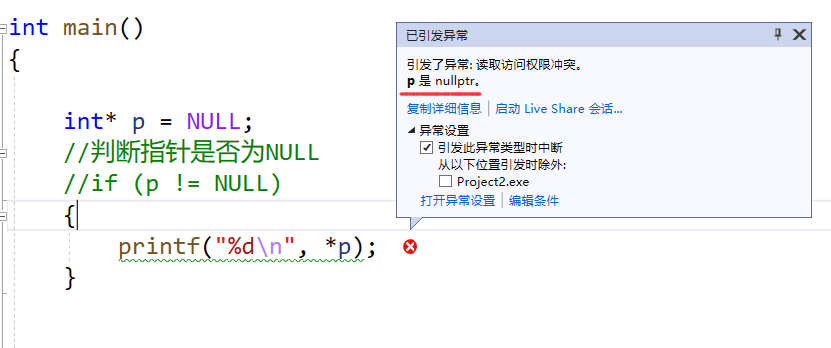 int main()
{
int* p = NULL;
//判断指针是否为NULL
//if (p != NULL)
{
printf("%d\n", *p);
}
已引发异常
引发了异常: 读取访问权限冲突。
p 是 nullptr。
复制详细信息 | 启动 Live Share 会话...
异常设置
引发此异常类型时中断
从以下位置引发时除外:
Project2.exe
打开异常设置 | 编辑条件